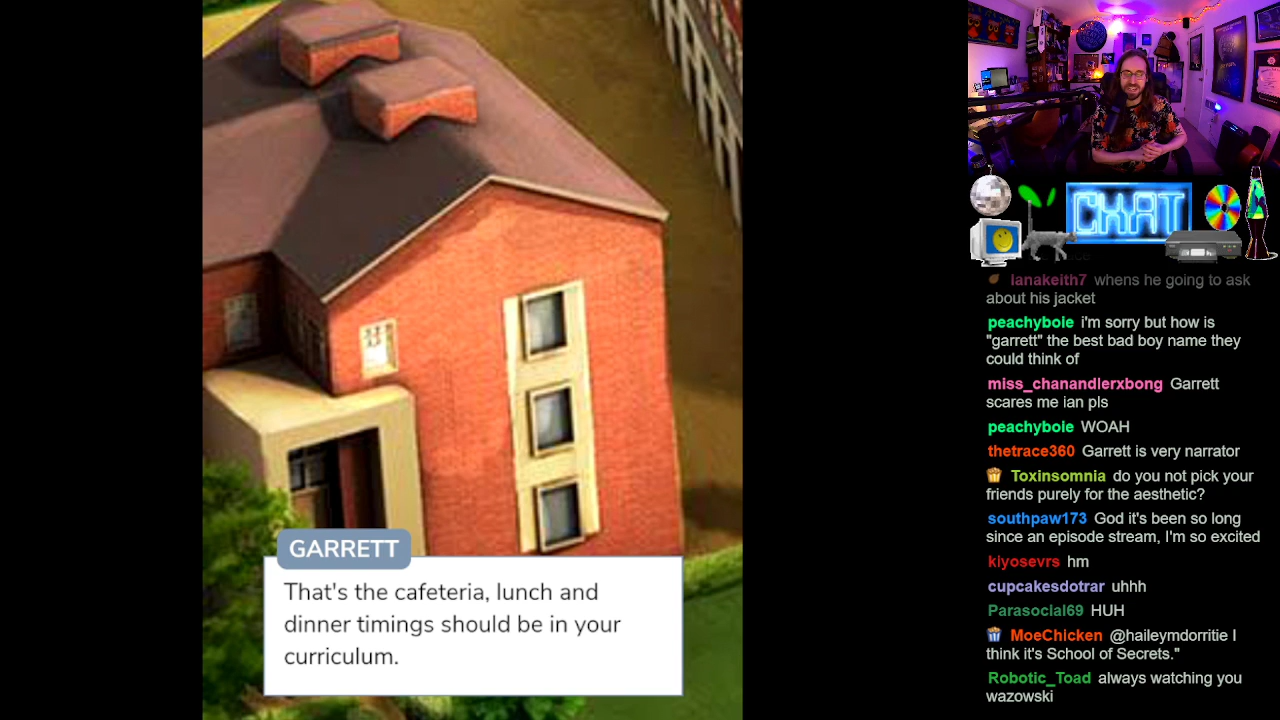 GARRETT
That's the cafeteria, lunch and
dinner timings should be in your
curriculum.
CHAT
lanakeith7 whens he going to ask
about his jacket
peachyboie i'm sorry but how is
"garrett" the best bad boy name they
could think of
miss_chanandlerxbong Garrett
scares me ian pls
peachyboie WOAH
thetrace360 Garrett is very narrator
Toxinsomnia do you not pick your
friends purely for the aesthetic?
southpaw173 God it's been so long
since an episode stream, I'm so excited
kiyosevrs hm
cupcakesdotrar uhhh
Parasocial69 HUH
MoeChicken @haileymdorritie I
think it's School of Secrets."
Robotic_Toad always watching you
wazowski